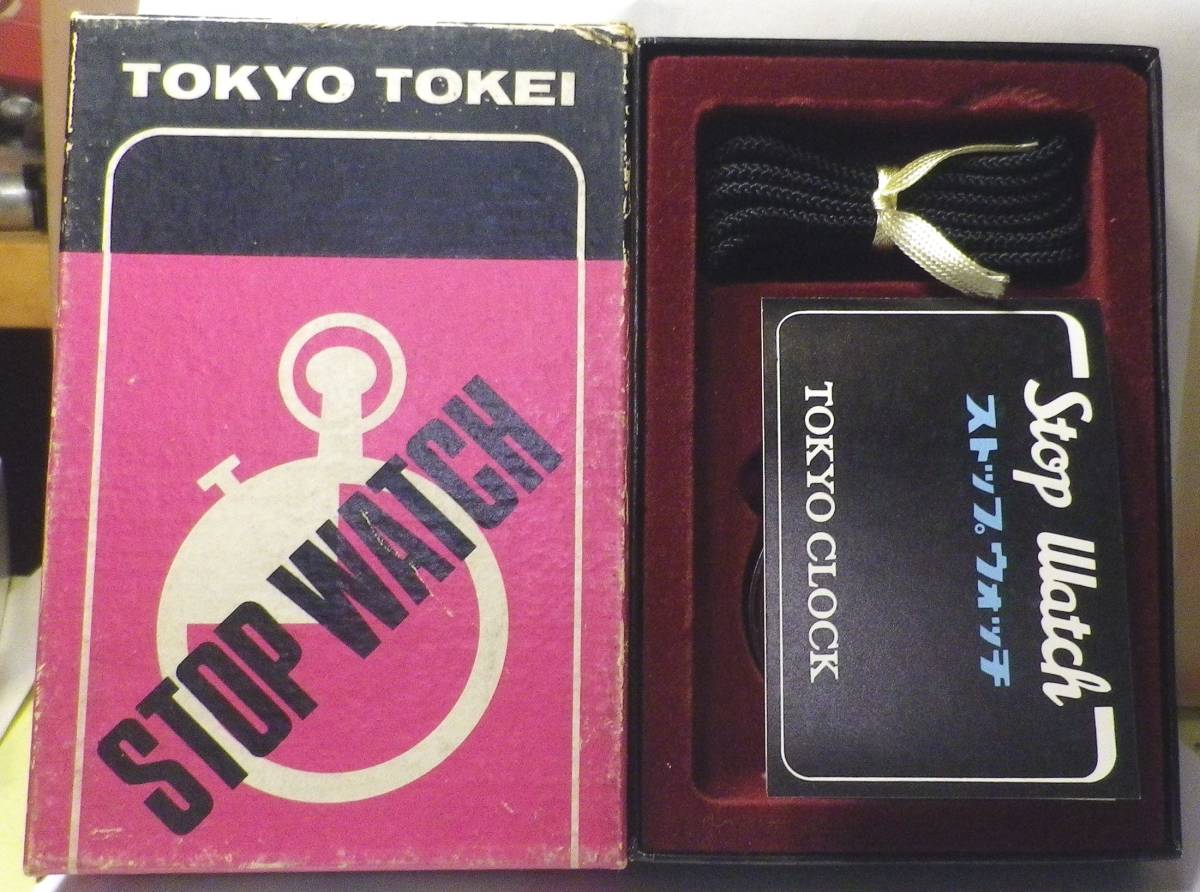 TOKYO TOKEI
STOP WATCH
Stop Watch
ストップ。ウォッチ
TOKYO CLOCK